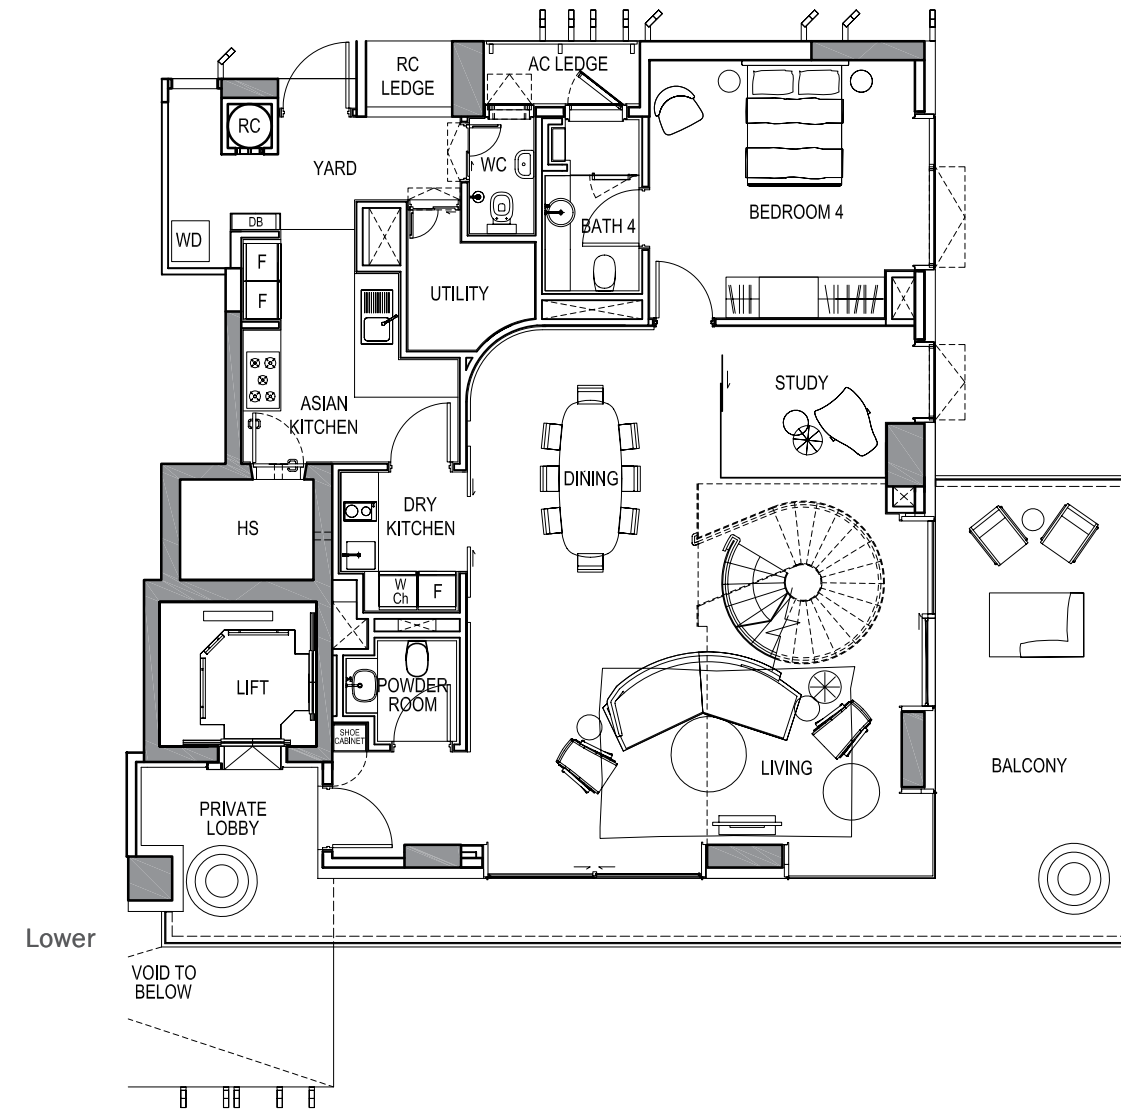 RC
LEDGE
AC LEDGE
RC
YARD
WC
BATH 4
BEDROOM 4
DB
WD
F
F
UTILITY
STUDY
ASIAN
KITCHEN
DINING
DRY
KITCHEN
HS
W
Ch
F
LIFT
POWDER
ROOM
SHOE
CABINET
LIVING
BALCONY
PRIVATE
LOBBY
Lower
VOID TO
BELOW